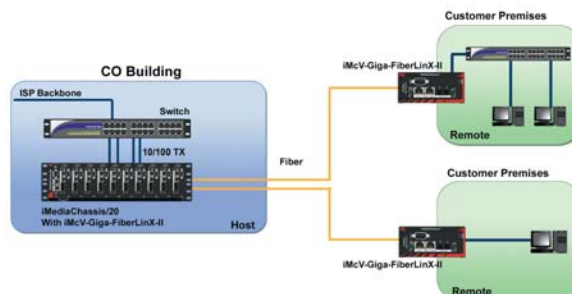 Customer Premises
iMcV-Giga-FiberLinX-II
CO Building
ISP Backbone
Switch
Remote
10/100 TX
Fiber
Customer Premises
iMediaChassis/20
With iMcV-Giga-FiberLinX-II
Host
iMcV-Giga-FiberLinX-II
Remote